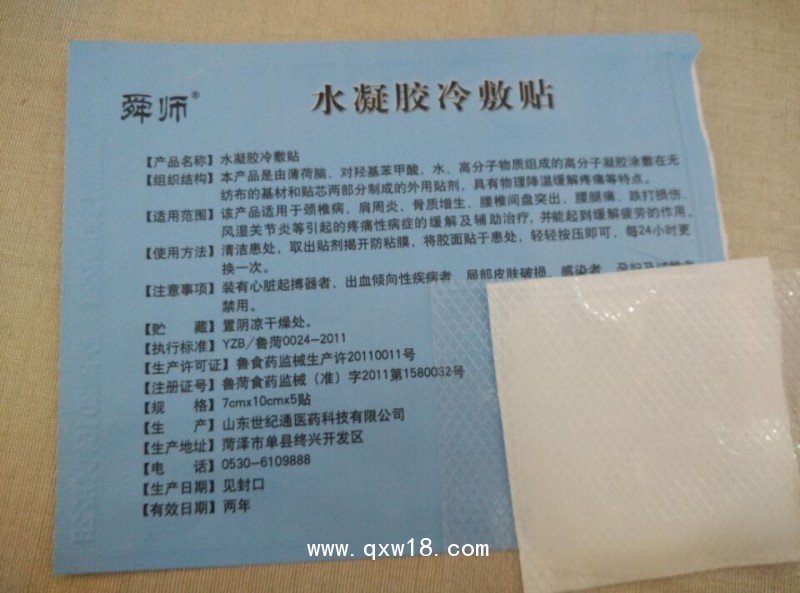 舜师®
水凝胶冷敷贴
【产品名称】水凝胶冷敷贴
【组织结构】本产品是由薄荷脑、对羟基苯甲酸、水、高分子物质组成的高分子凝胶涂敷在无
纺布的基材和贴芯两部分制成的外用贴剂，具有物理降温缓解疼痛等特点。
【适用范围】该产品适用于颈椎病、肩周炎、骨质增生、腰椎间盘突出、腰腿痛、跌打损伤、
风湿关节炎等引起的疼痛性病症的缓解及辅助治疗，并能起到缓解疲劳的作用。
【使用方法】清洁患处，取出贴剂揭开防粘膜，将胶面贴于患处，轻轻按压即可，每24小时更
换一次。
【注意事项】装有心脏起搏器者、出血倾向性疾病者、局部皮肤破损、感染者、孕妇及
禁用。
【贮 藏】置阴凉干燥处。
【执行标准】YZB/鲁菏0024-2011
【生产许可证】鲁食药监械生产许20110011号
【注册证号】鲁菏食药监械（准）字2011第1580032号
【规 格】7cmx10cmx5贴
【生 产】山东世纪通医药科技有限公司
【生产地址】菏泽市单县终兴开发区
【电 话】0530-6109888
【生产日期】见封口
【有效日期】两年
www.qxw18.com